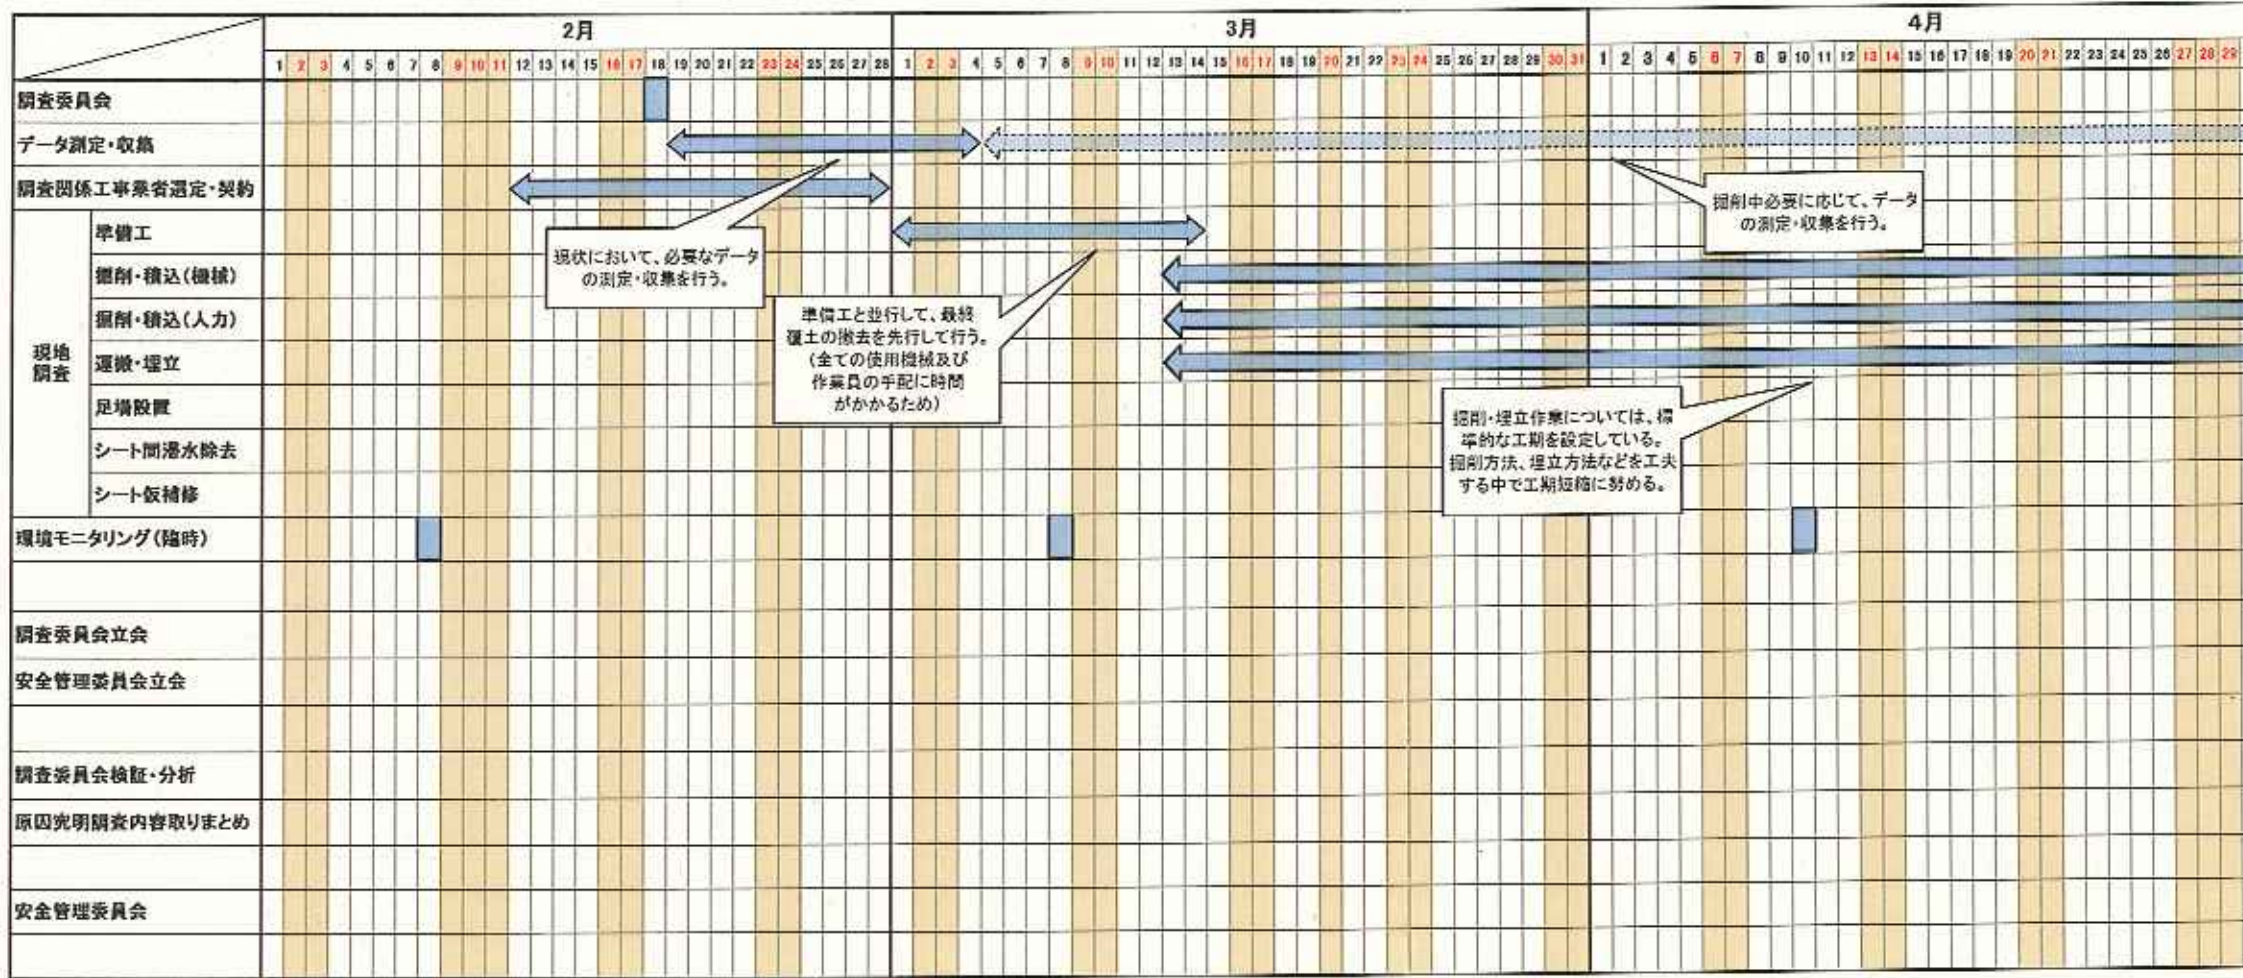 2月 3月 4月
1 2 3 4 5 6 7 8 9 10 11 12 13 14 15 16 17 18 19 20 21 22 23 24 25 26 27 28 1 2 3 4 5 6 7 8 9 10 11 12 13 14 15 16 17 18 19 20 21 22 23 24 25 26 27 28 29 30 31 1 2 3 4 5 6 7 8 9 10 11 12 13 14 15 16 17 18 19 20 21 22 23 24 25 26 27 28 29
調査委員会
データ測定・収集
調査関係工事業者選定・契約
現地
調査
準備工
掘削・積込(機械)
掘削・積込(人力)
運搬・埋立
足場設置
シート間滞水除去
シート仮補修
環境モニタリング(臨時)
調査委員会立会
安全管理委員会立会
調査委員会検証・分析
原因究明調査内容取りまとめ
安全管理委員会
現状において、必要なデータ
の測定・収集を行う。
準備工と並行して、最終
覆土の撤去を先行して行う。
(全ての使用機械及び
作業員の手配に時間
がかかるため)
掘削中必要に応じて、データ
の測定・収集を行う。
掘削・埋立作業については、標
準的な工期を設定している。
掘削方法、埋立方法などを工夫
する中で工期短縮に努める。